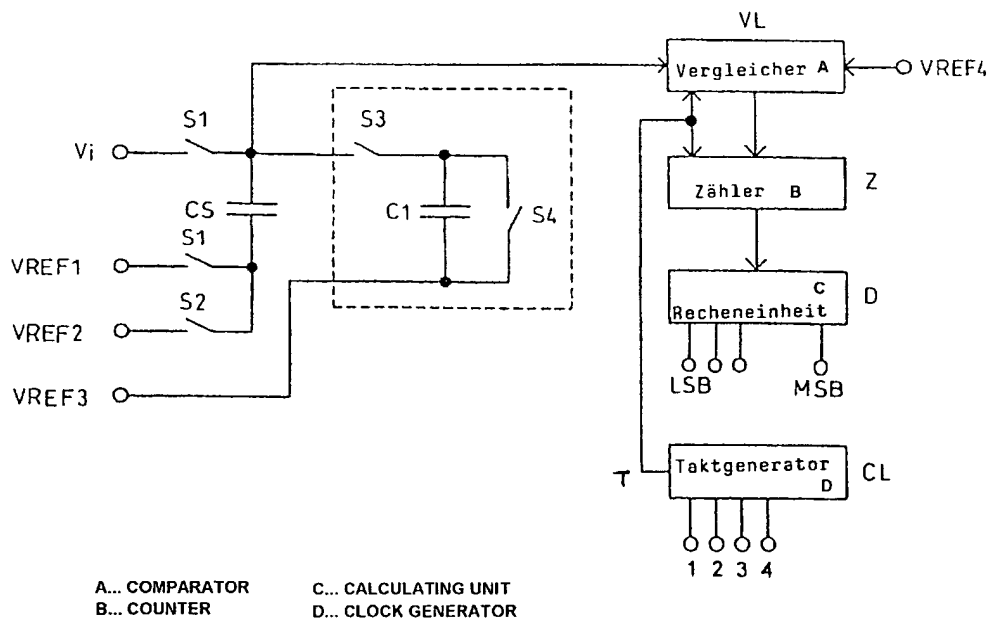 VL
Vergleicher A
VREF4
S1
S3
Vi
Zähler B
Z
CS
C1
S4
S1
VREF1
C
Recheneinheit
D
S2
VREF2
LSB
MSB
VREF3
Taktgenerator
D
CL
T
1 2 3 4
A... COMPARATOR
C... CALCULATING UNIT
B... COUNTER
D... CLOCK GENERATOR